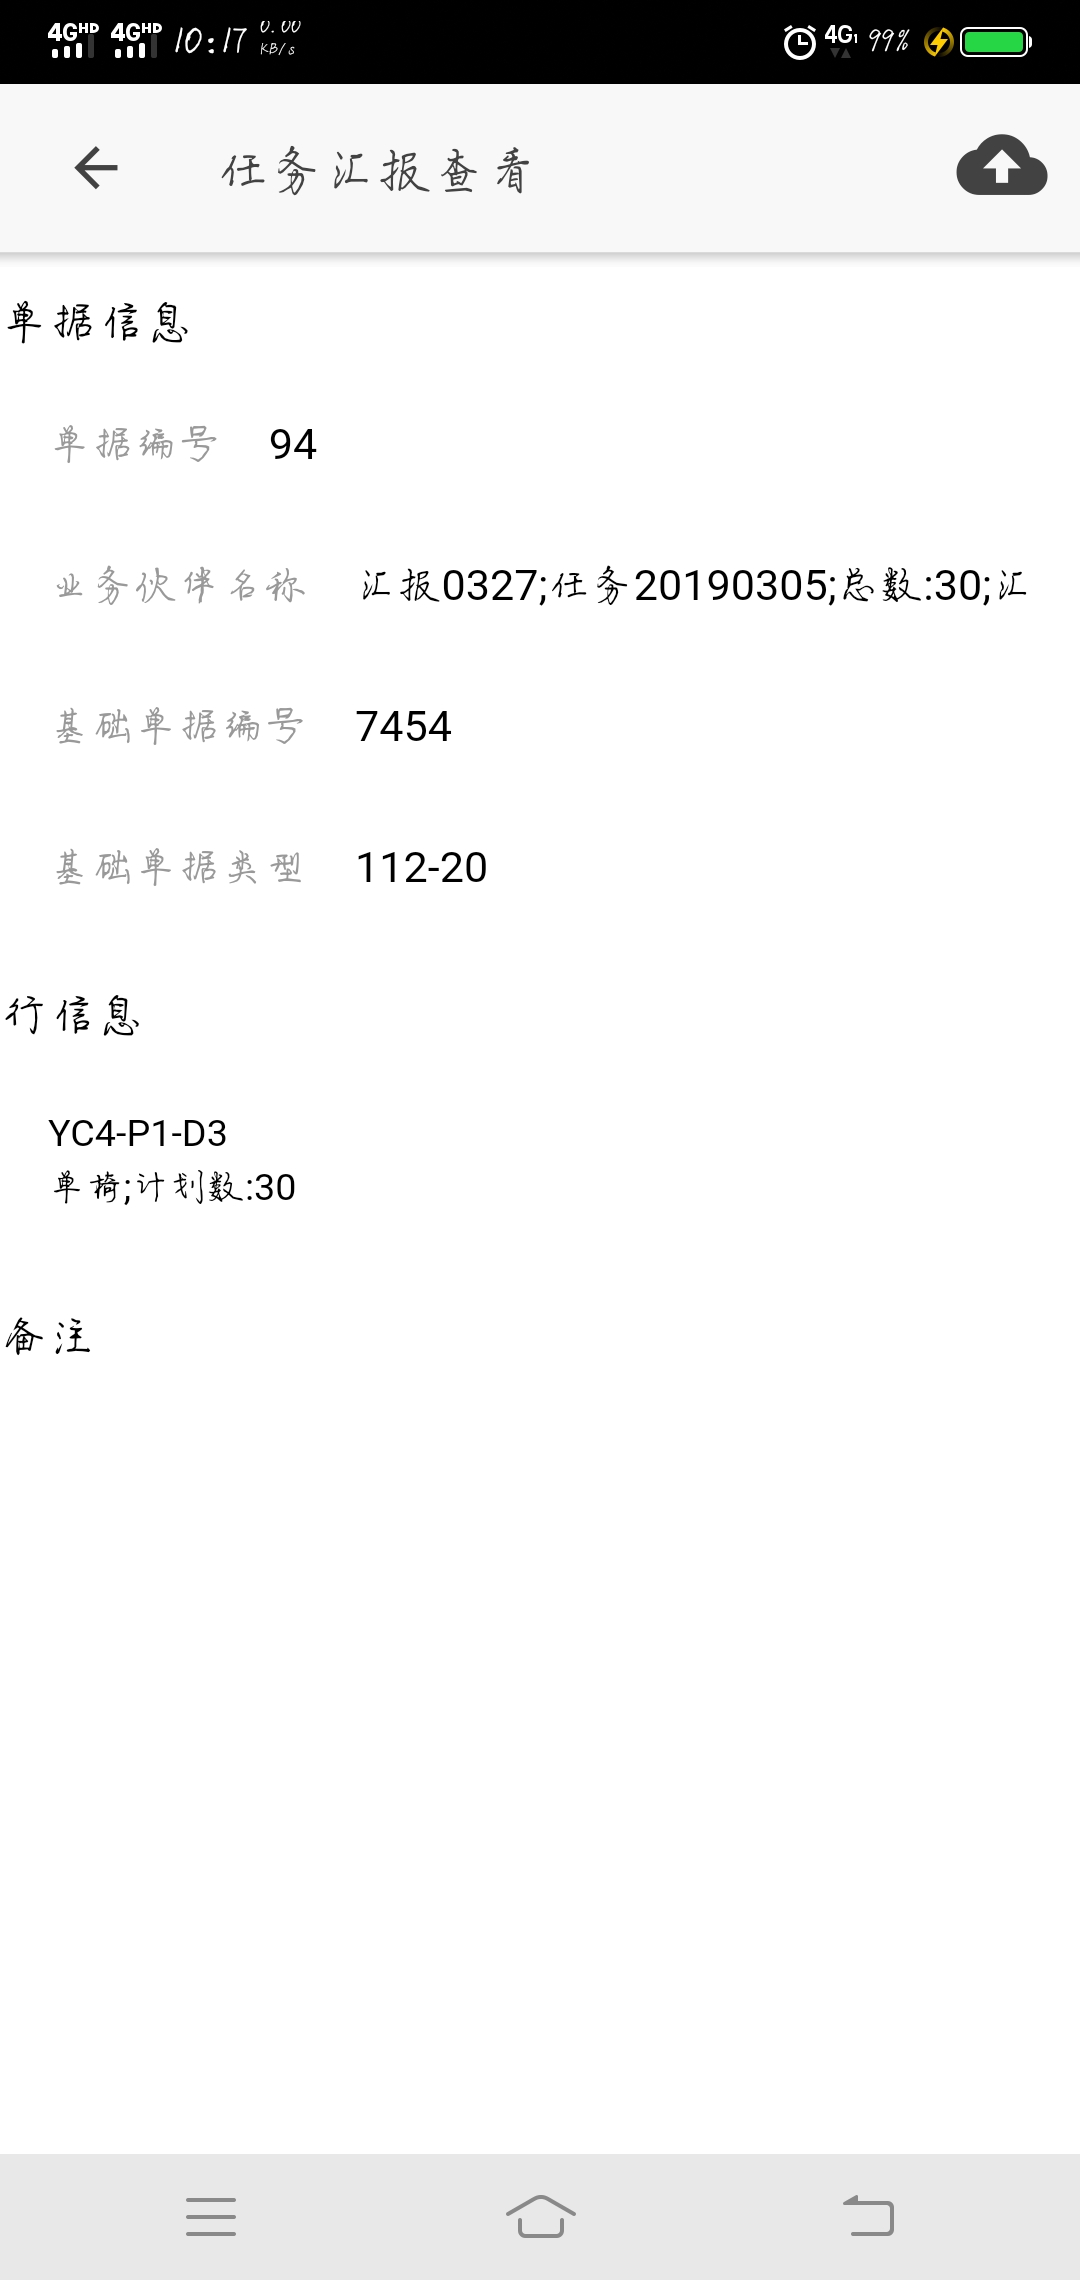 4GHD 4GHD 10:17 0.00 KB/s 4G1 99%
任务汇报查看
单据信息
单据编号 94
业务伙伴名称 汇报0327;任务20190305;总数:30;汇
基础单据编号 7454
基础单据类型 112-20
行信息
YC4-P1-D3
单椅;计划数:30
备注